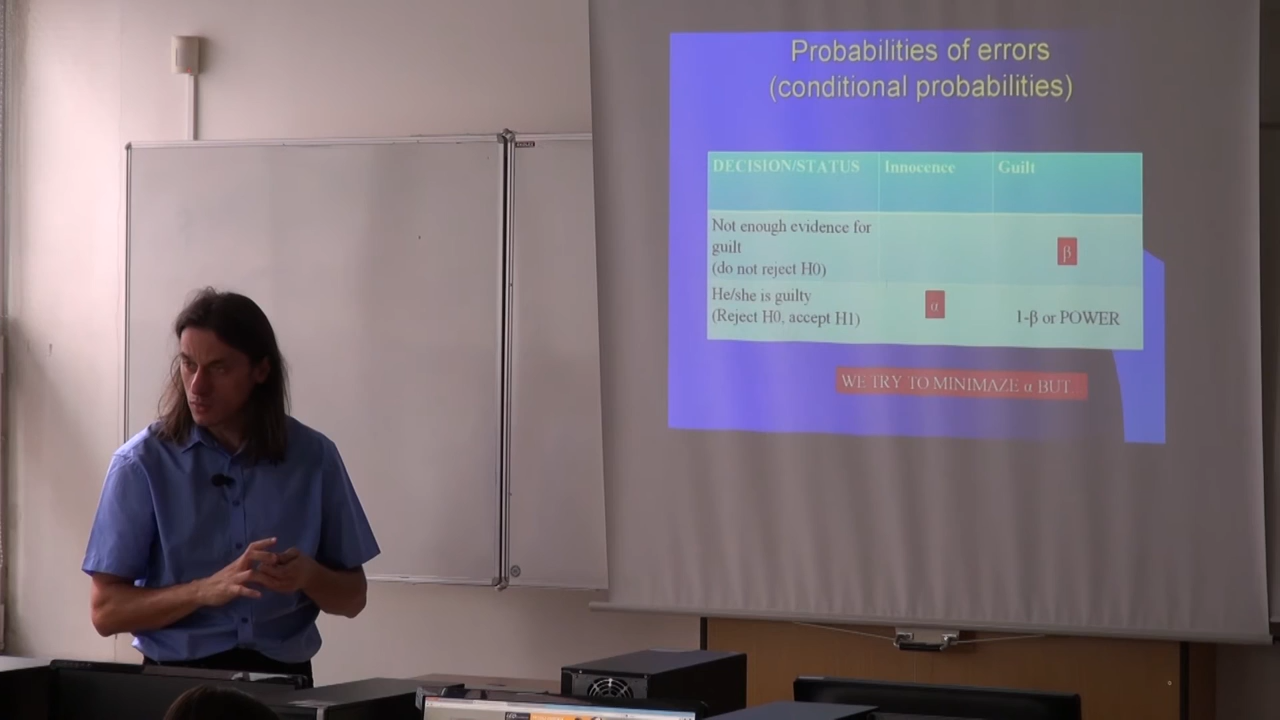 Probabilities of errors
(conditional probabilities)
DECISION/STATUS Innocence Guilt
Not enough evidence for
guilt
(do not reject H0)
β
He/she is guilty
(Reject H0, accept H1)
α
1-β or POWER
WE TRY TO MINIMAZE α BUT...